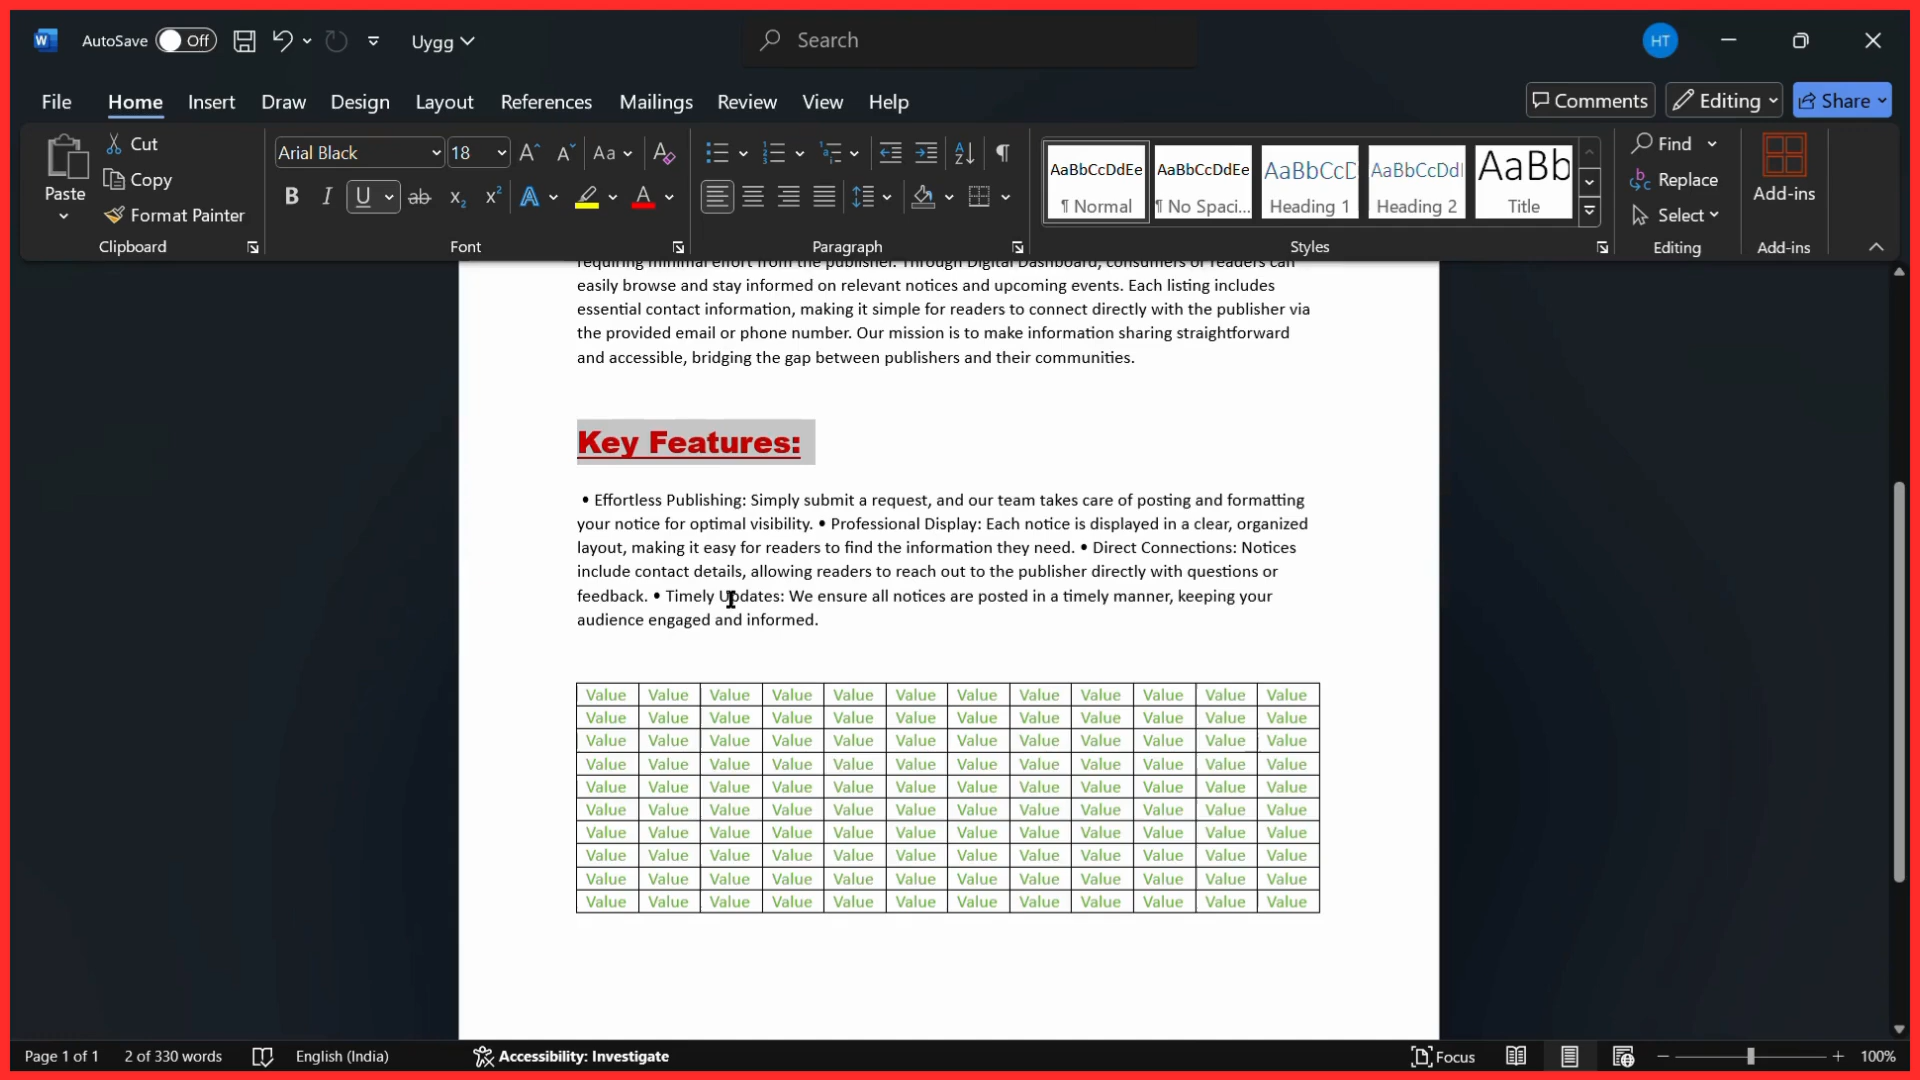 AutoSave Off Uygg Search HT
File Home Insert Draw Design Layout References Mailings Review View Help Comments Editing Share
Paste Cut Copy Format Painter Clipboard
Arial Black 18 Aa Font
Paragraph
AaBbCcDdEe ¶ Normal AaBbCcDdEe ¶ No Spaci... AaBbCcD Heading 1 AaBbCcDdI Heading 2 AaBb Title Styles
Find Replace Select Editing
Add-ins Add-ins
requiring minimal effort from the publisher. Through Digital Dashboard, consumers or readers can
easily browse and stay informed on relevant notices and upcoming events. Each listing includes
essential contact information, making it simple for readers to connect directly with the publisher via
the provided email or phone number. Our mission is to make information sharing straightforward
and accessible, bridging the gap between publishers and their communities.
Key Features:
• Effortless Publishing: Simply submit a request, and our team takes care of posting and formatting
your notice for optimal visibility. • Professional Display: Each notice is displayed in a clear, organized
layout, making it easy for readers to find the information they need. • Direct Connections: Notices
include contact details, allowing readers to reach out to the publisher directly with questions or
feedback. • Timely Updates: We ensure all notices are posted in a timely manner, keeping your
audience engaged and informed.
Value Value Value Value Value Value Value Value Value Value Value Value
Value Value Value Value Value Value Value Value Value Value Value Value
Value Value Value Value Value Value Value Value Value Value Value Value
Value Value Value Value Value Value Value Value Value Value Value Value
Value Value Value Value Value Value Value Value Value Value Value Value
Value Value Value Value Value Value Value Value Value Value Value Value
Value Value Value Value Value Value Value Value Value Value Value Value
Value Value Value Value Value Value Value Value Value Value Value Value
Value Value Value Value Value Value Value Value Value Value Value Value
Value Value Value Value Value Value Value Value Value Value Value Value
Page 1 of 1 2 of 330 words English (India) Accessibility: Investigate Focus 100%